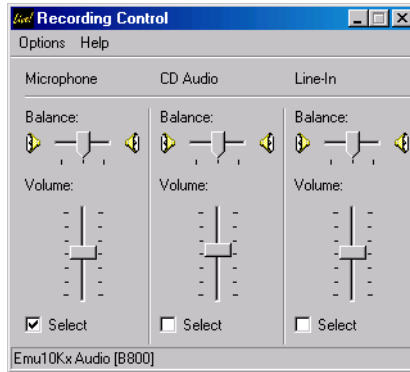 Live! Recording Control
Options Help
Microphone CD Audio Line-In
Balance: Balance: Balance:
Volume: Volume: Volume:
Select Select Select
Emu10Kx Audio [B800]